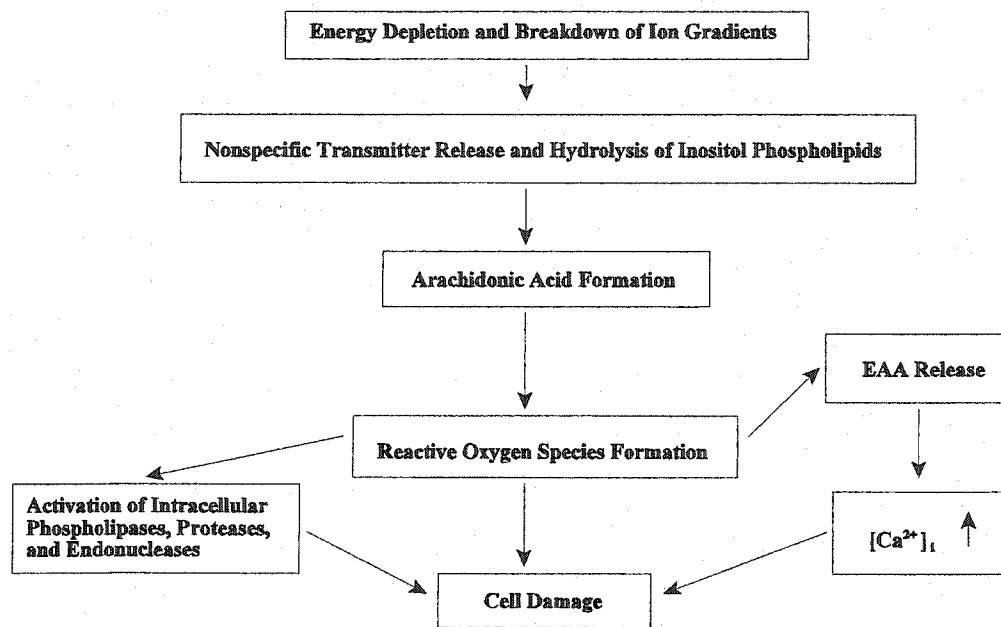 Energy Depletion and Breakdown of Ion Gradients
Nonspecific Transmitter Release and Hydrolysis of Inositol Phospholipids
Arachidonic Acid Formation
EAA Release
Reactive Oxygen Species Formation
Activation of Intracellular
Phospholipases, Proteases,
and Endonucleases
[Ca²⁺]ᵢ
Cell Damage